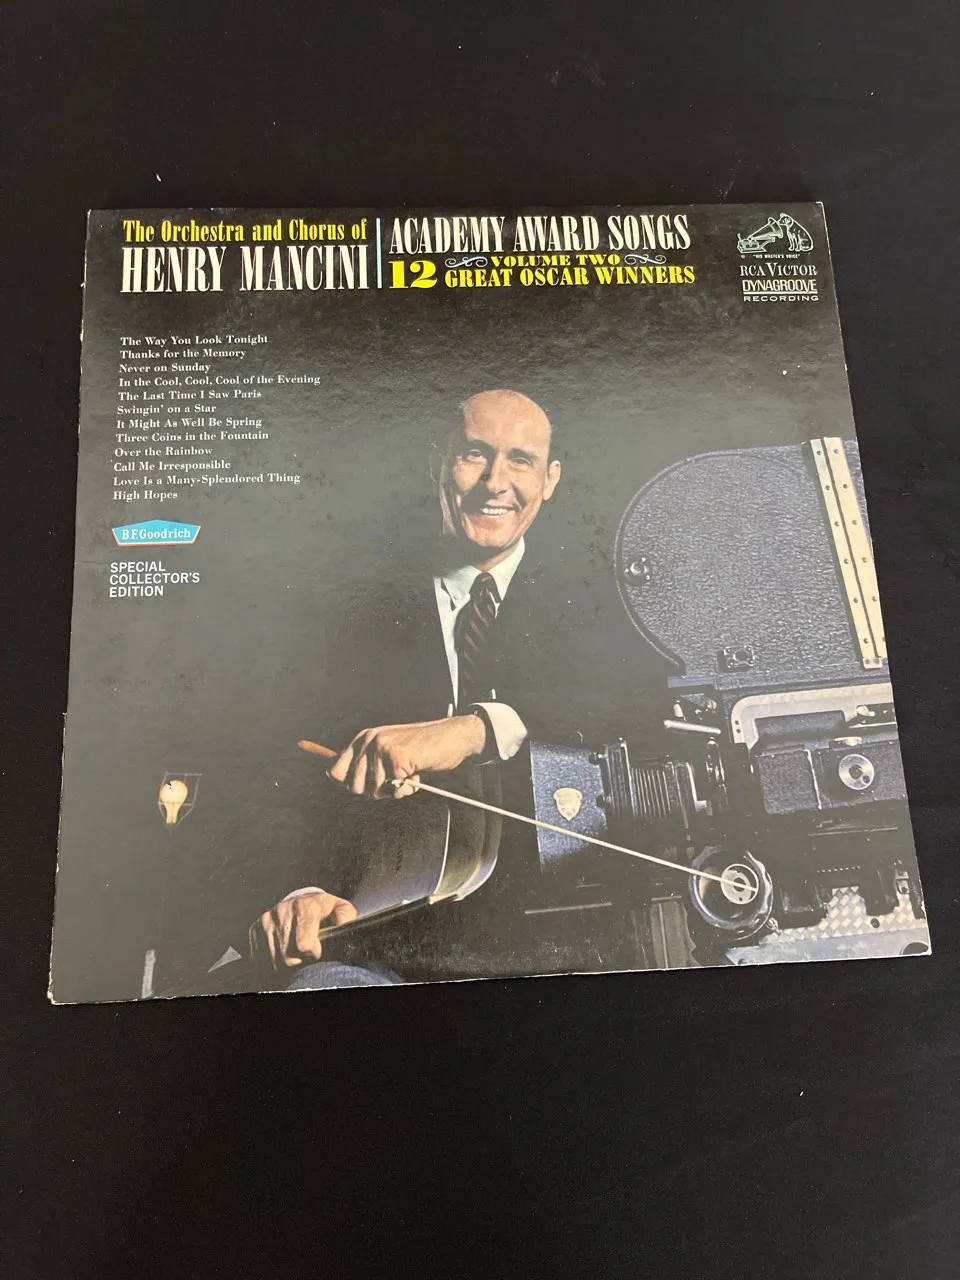 The Orchestra and Chorus of
HENRY MANCINI
ACADEMY AWARD SONGS
VOLUME TWO
12 GREAT OSCAR WINNERS
"HIS MASTER'S VOICE"
RCA VICTOR
DYNAGROOVE
RECORDING
The Way You Look Tonight
Thanks for the Memory
Never on Sunday
In the Cool, Cool, Cool of the Evening
The Last Time I Saw Paris
Swingin' on a Star
It Might As Well Be Spring
Three Coins in the Fountain
Over the Rainbow
Call Me Irresponsible
Love Is a Many-Splendored Thing
High Hopes
B.F.Goodrich
SPECIAL
COLLECTOR'S
EDITION